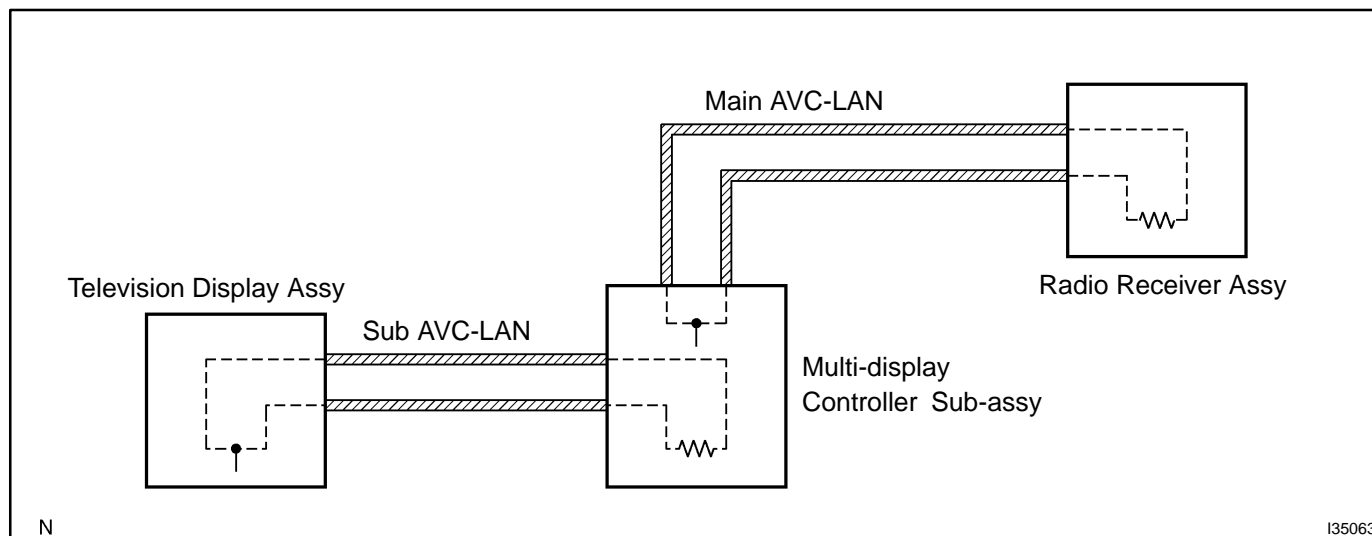 Main AVC-LAN
Radio Receiver Assy
Television Display Assy
Sub AVC-LAN
Multi-display
Controller Sub-assy
N
I35063